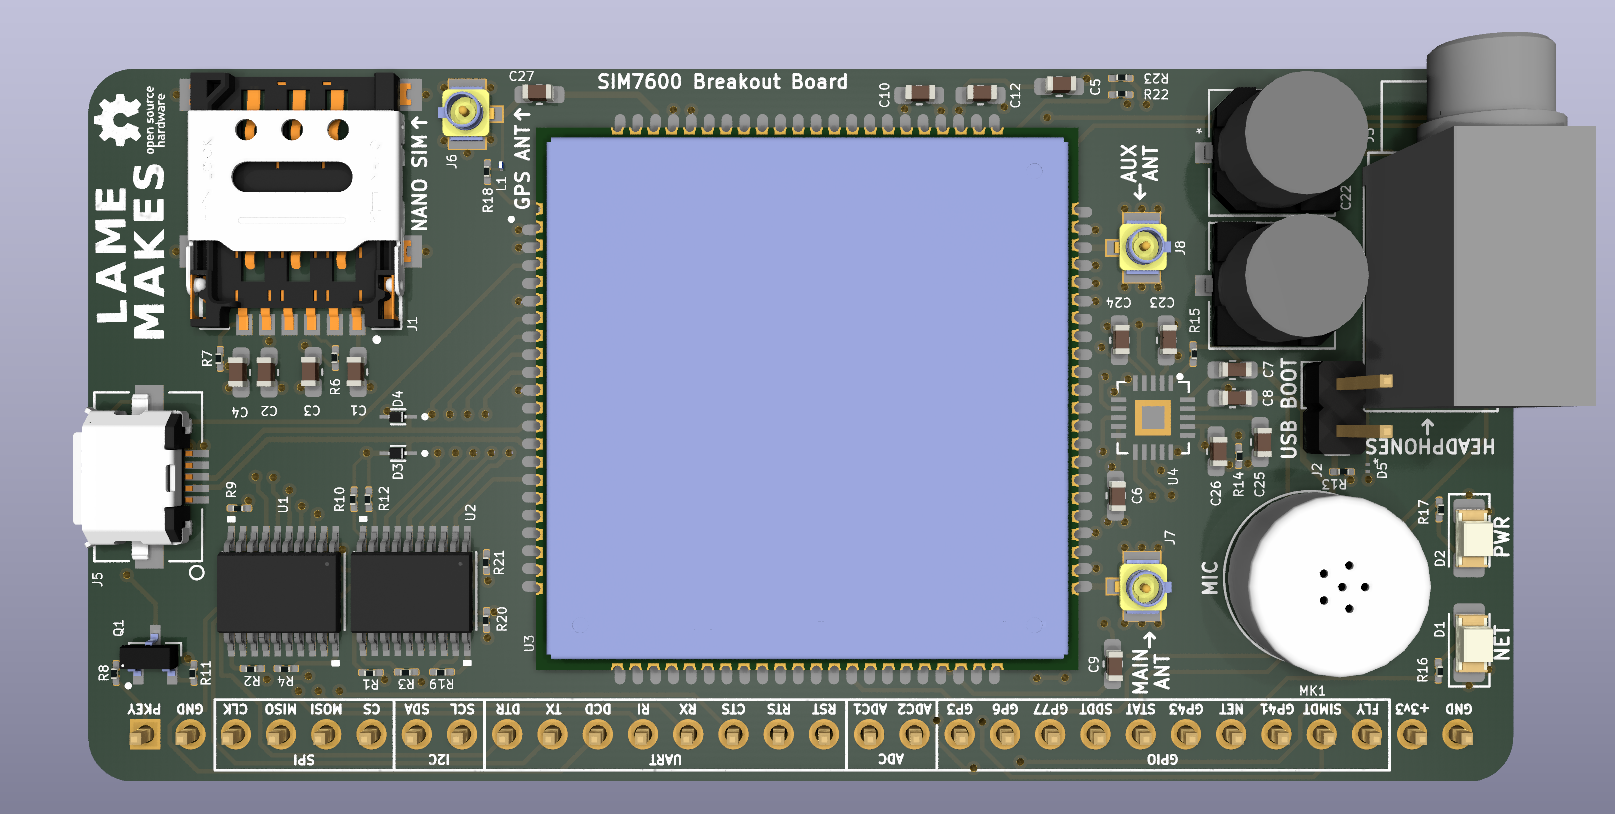 SIM7600 Breakout Board
open source
hardware
LAME
MAKES
NANO SIM
GPS ANT
AUX
ANT
C27
J6
R18
L1
C10
C12
C5
R23
R22
C22
J8
C24
C23
R15
J1
R7
C4
C2
C3
R6
C1
D4
D3
C7
C8
USB BOOT
HEADPHONES
J2
R13
D5
U4
C6
C26
R14
C25
R9
U1
R10
R12
U2
R21
R20
U3
J5
Q1
R8
R11
R2
R4
R1
R3
R19
J7
MIC
MK1
C9
MAIN
ANT
R17
D2
PWR
D1
NET
R16
PKEY
GND
CLK
MISO
MOSI
CS
SDA
SCL
DTR
TX
DCD
RI
RX
CTS
RTS
RST
ADC1
ADC2
GP3
GP6
GP77
SDDT
STAT
GP43
NET
GP41
SIMDT
FLY
+3v3
GND
SPI
I2C
UART
ADC
GPIO